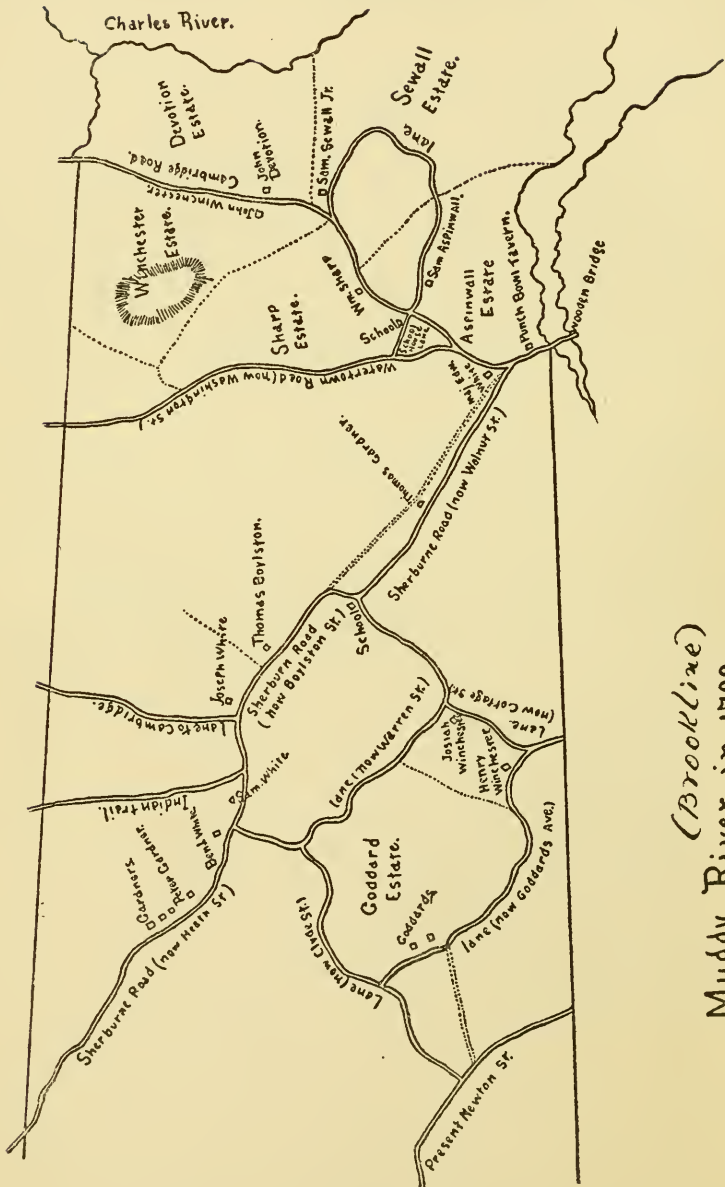 Charles River.
Devotion
Estate.
Cambridge Road.
John Winchester
John
Devotion.
Sam. Sewall Jr.
Sewall
Estate.
lane
Winchester
Estate.
Wm. Sharp
Sam Aspinwall.
Sharp
Estate.
School
School
House
Lane
Aspinwall
Estate
Punch Bowl Tavern.
Wooden Bridge
Watertown Road (now Washington St.)
Maj Edw
White
Thomas Gardner.
Sherburne Road (now Walnut St.)
Thomas Boylston.
Joseph White
Sherburn Road
(now Boylston St.)
School
Lane to Cambridge.
Indian trail.
Sam. White
Benj White
Peter Gardner.
Gardners.
Sherburne Road (now Heath St)
lane (now Warren St.)
Josiah
Winchester
Lane.
(now Cottage St.)
Henry
Winchester
Goddard
Estate.
Goddards
lane (now Goddards Ave.)
Lane (now Clyde St.)
Present Newton St.
(Brookline)
Muddy River in